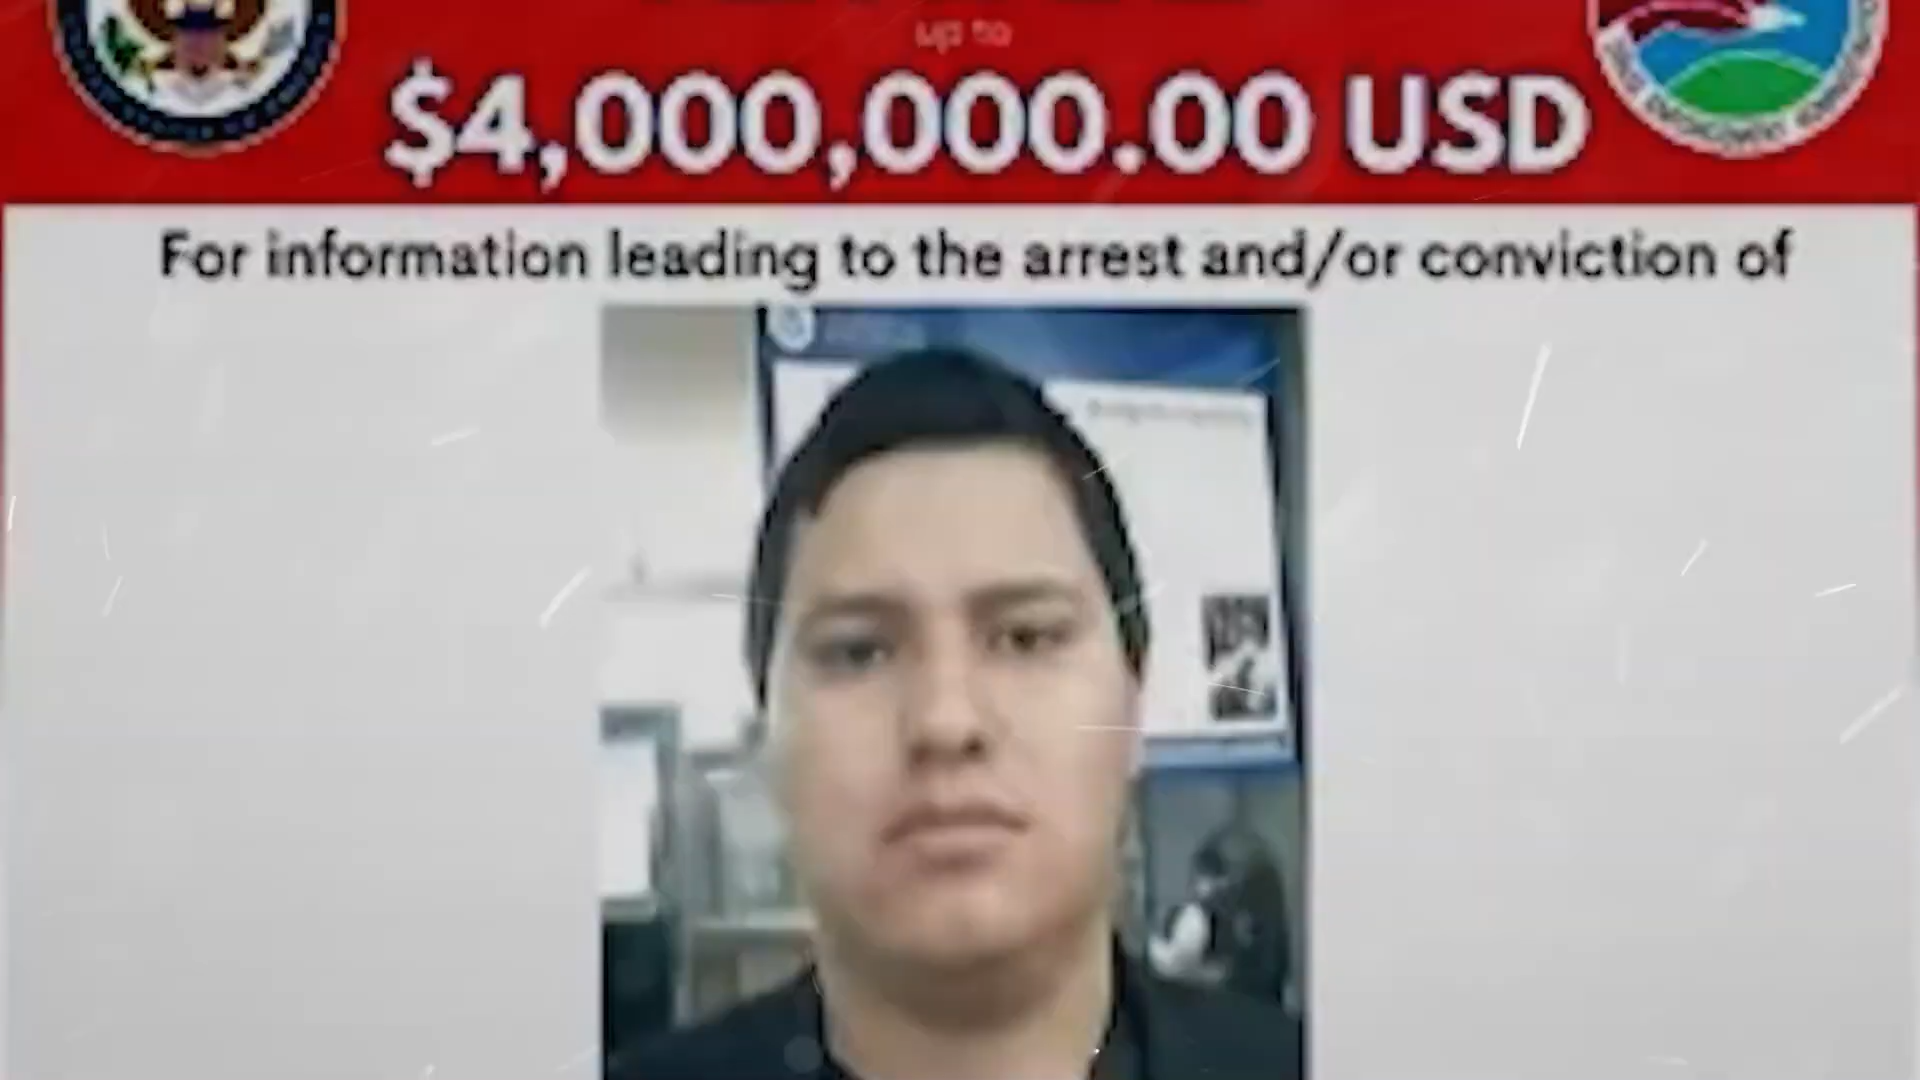 up to
$4,000,000.00 USD
For information leading to the arrest and/or conviction of